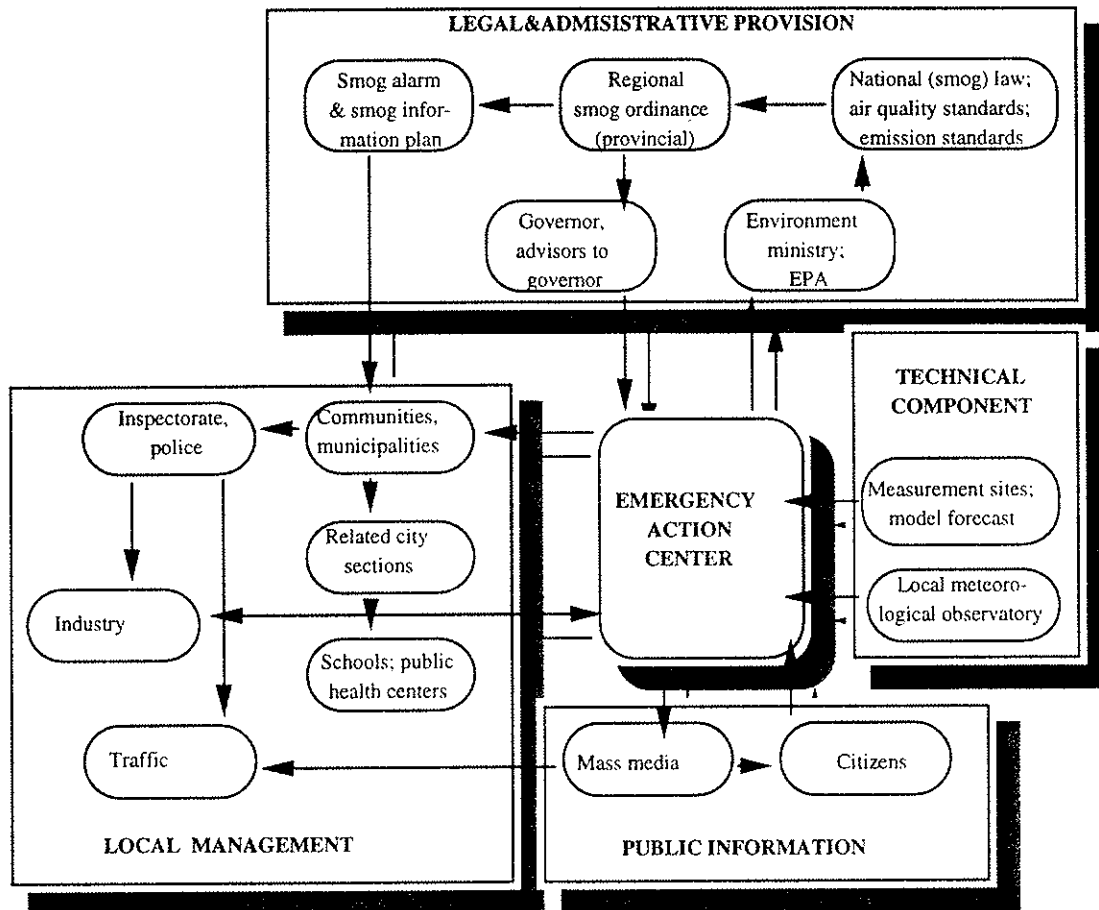 LEGAL&ADMISISTRATIVE PROVISION
Smog alarm
& smog infor-
mation plan
Regional
smog ordinance
(provincial)
National (smog) law;
air quality standards;
emission standards
Governor,
advisors to
governor
Environment
ministry;
EPA
TECHNICAL
COMPONENT
Measurement sites;
model forecast
Local meteoro-
logical observatory
EMERGENCY
ACTION
CENTER
Inspectorate,
police
Communities,
municipalities
Related city
sections
Industry
Schools; public
health centers
Traffic
LOCAL MANAGEMENT
Mass media
Citizens
PUBLIC INFORMATION